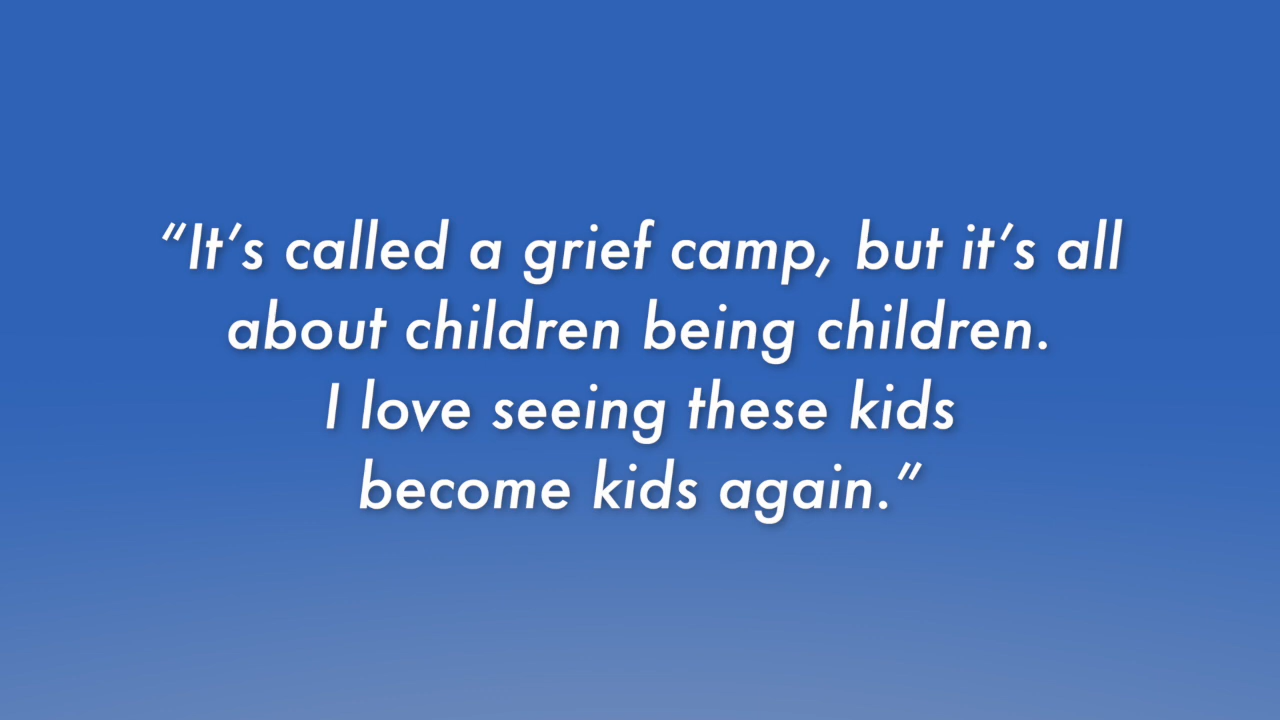 “It’s called a grief camp, but it’s all
about children being children.
I love seeing these kids
become kids again.”